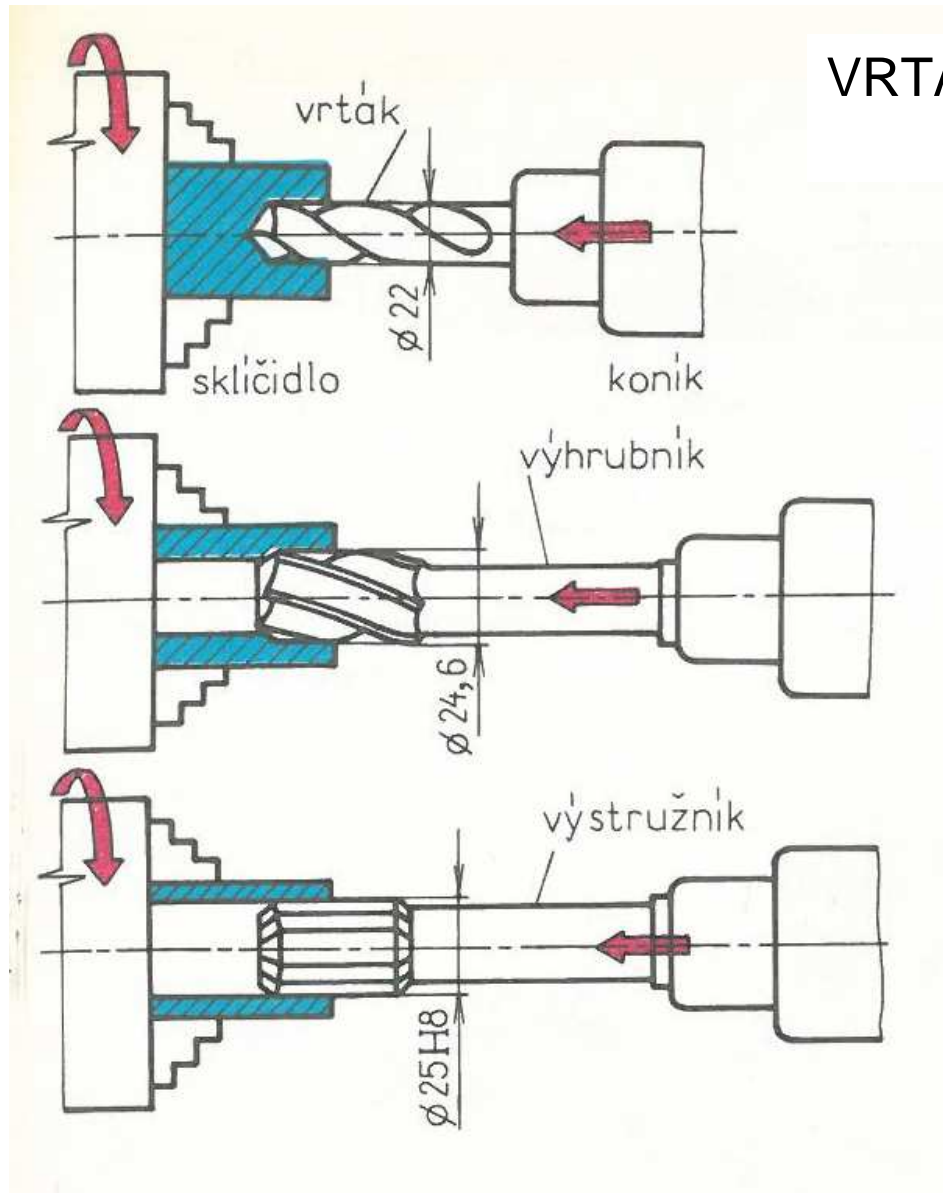 VRTA
vrták
ø 22
sklíčidlo
koník
výhrubník
ø 24,6
výstružník
ø 25H8